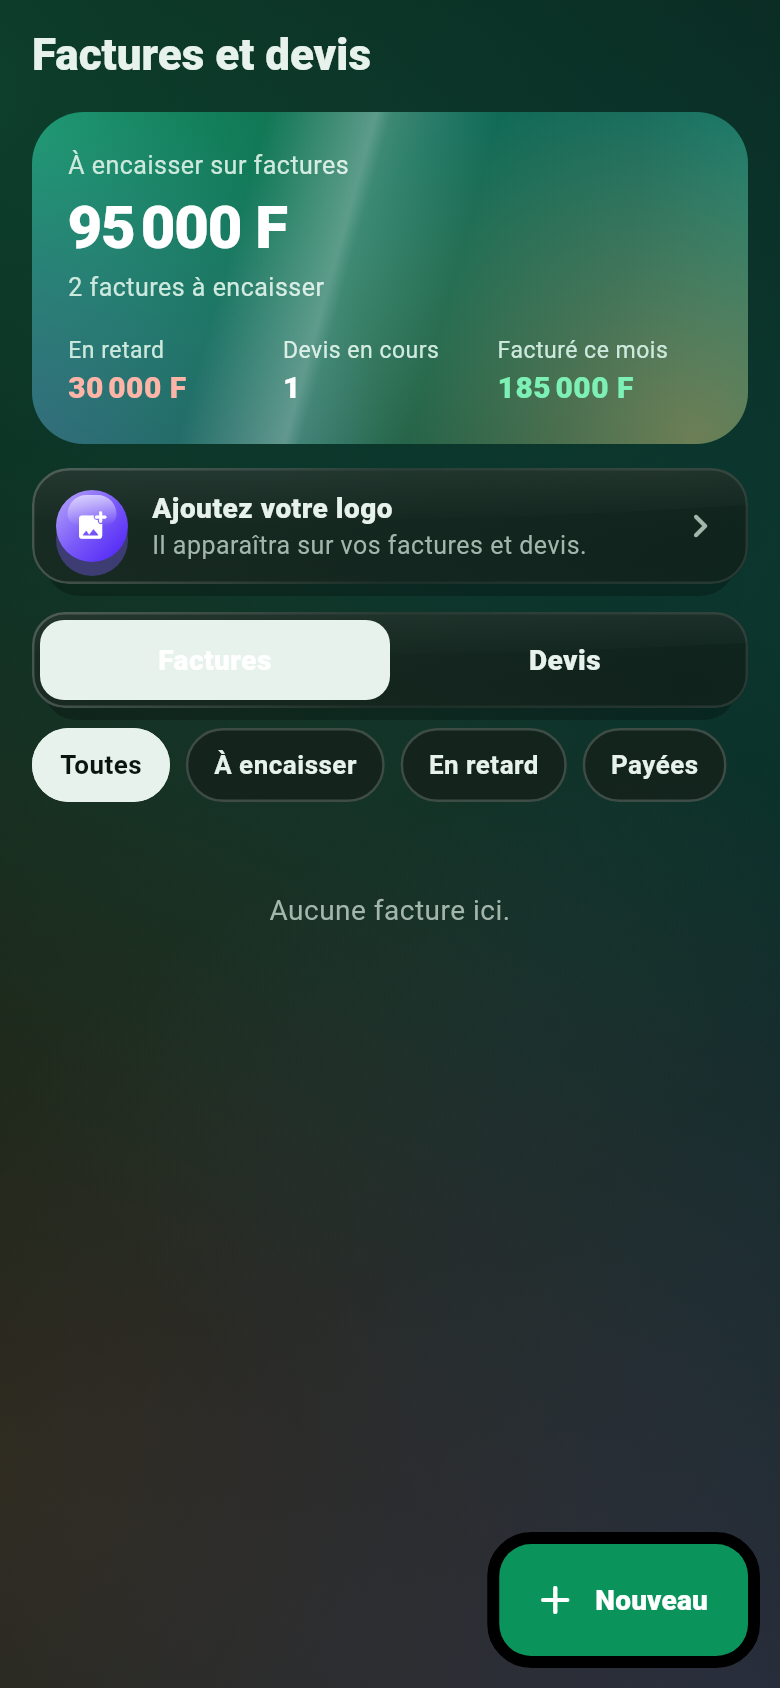 Factures et devis
À encaisser sur factures
95 000 F
2 factures à encaisser
En retard
Devis en cours
Facturé ce mois
30 000 F
1
185 000 F
Ajoutez votre logo
Il apparaîtra sur vos factures et devis.
Factures
Devis
Toutes
À encaisser
En retard
Payées
Aucune facture ici.
Nouveau